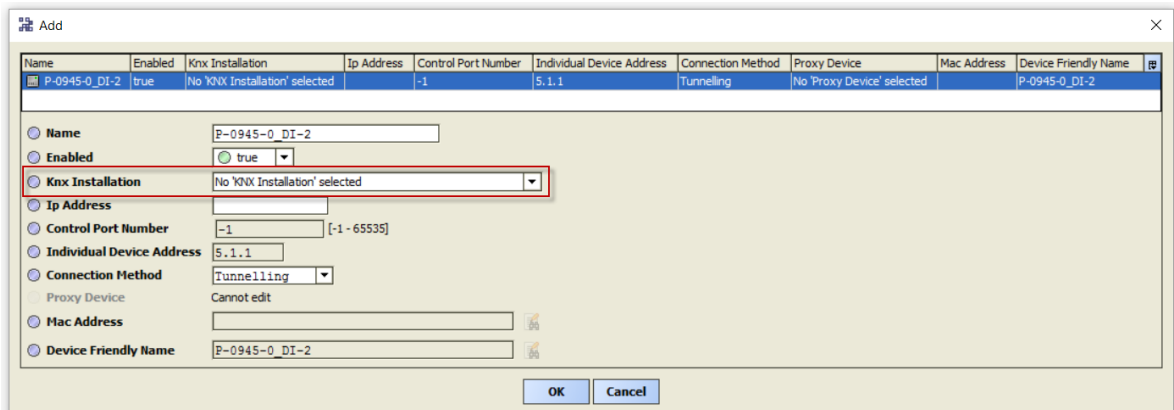 Add
Name Enabled Knx Installation Ip Address Control Port Number Individual Device Address Connection Method Proxy Device Mac Address Device Friendly Name
P-0945-0_DI-2 true No 'KNX Installation' selected -1 5.1.1 Tunnelling No 'Proxy Device' selected P-0945-0_DI-2
Name P-0945-0_DI-2
Enabled true
Knx Installation No 'KNX Installation' selected
Ip Address
Control Port Number -1 [-1 - 65535]
Individual Device Address 5.1.1
Connection Method Tunnelling
Proxy Device Cannot edit
Mac Address
Device Friendly Name P-0945-0_DI-2
OK Cancel